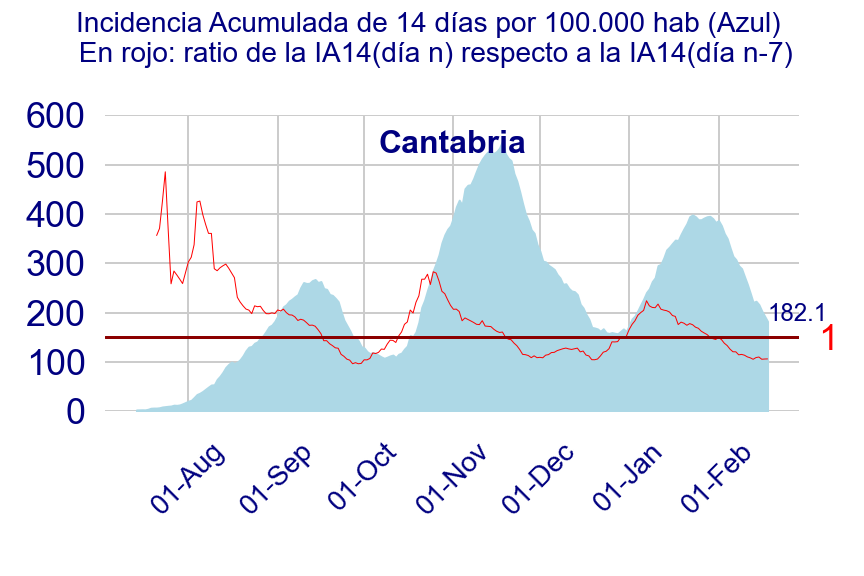 Incidencia Acumulada de 14 días por 100.000 hab (Azul)
En rojo: ratio de la IA14(día n) respecto a la IA14(día n-7)
Cantabria
600
500
400
300
200
100
0
182.1
1
01-Aug
01-Sep
01-Oct
01-Nov
01-Dec
01-Jan
01-Feb